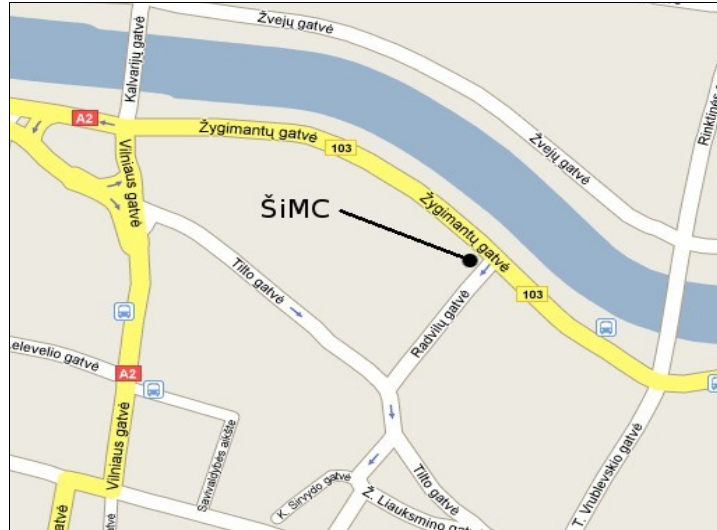 Žvejų gatvė
Kalvarijų gatvė
Rinktinės
A2
Žygimantų gatvė
103
Žvejų gatvė
Vilniaus gatvė
ŠiMC
Žygimantų gatvė
Tilto gatvė
103
Radvilų gatvė
elevelio gatvė
A2
Vilniaus gatvė
Savivaldybės aikštė
K. Sirvydo gatvė
Tilto gatvė
T. Vrublevskio gatvė
Ž. Liauksmino gatvė
atvė